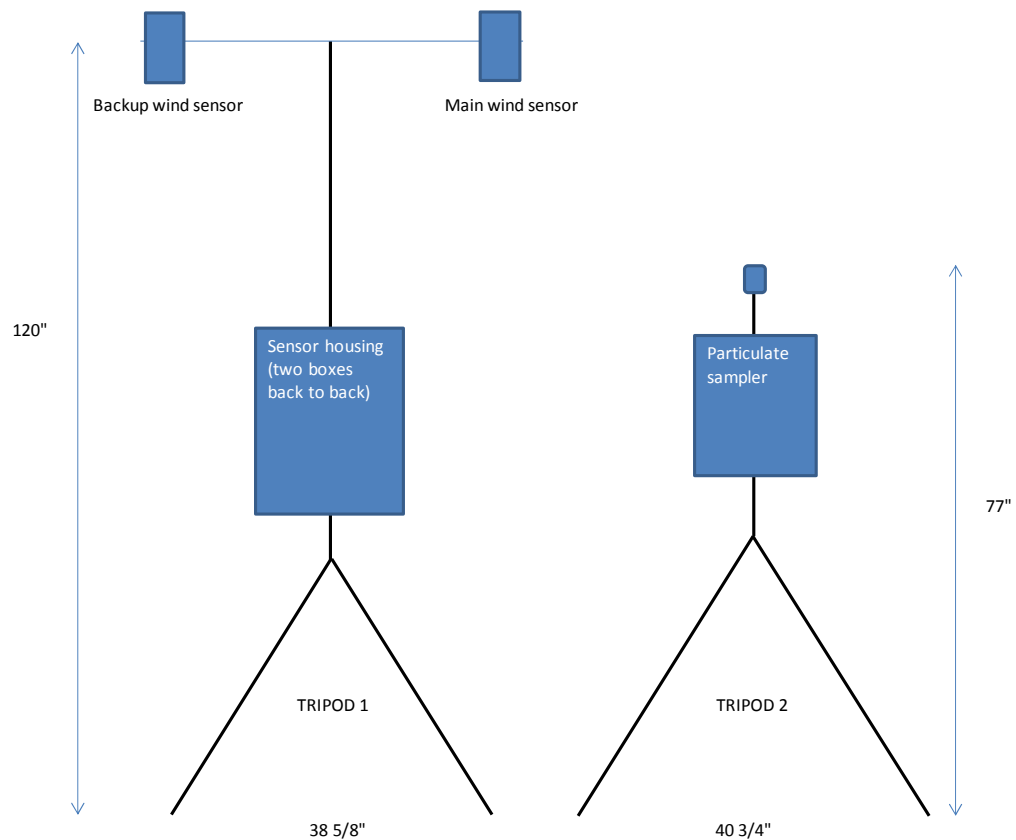 Backup wind sensor
Main wind sensor
120"
Sensor housing
(two boxes
back to back)
Particulate
sampler
77"
TRIPOD 1
TRIPOD 2
38 5/8"
40 3/4"